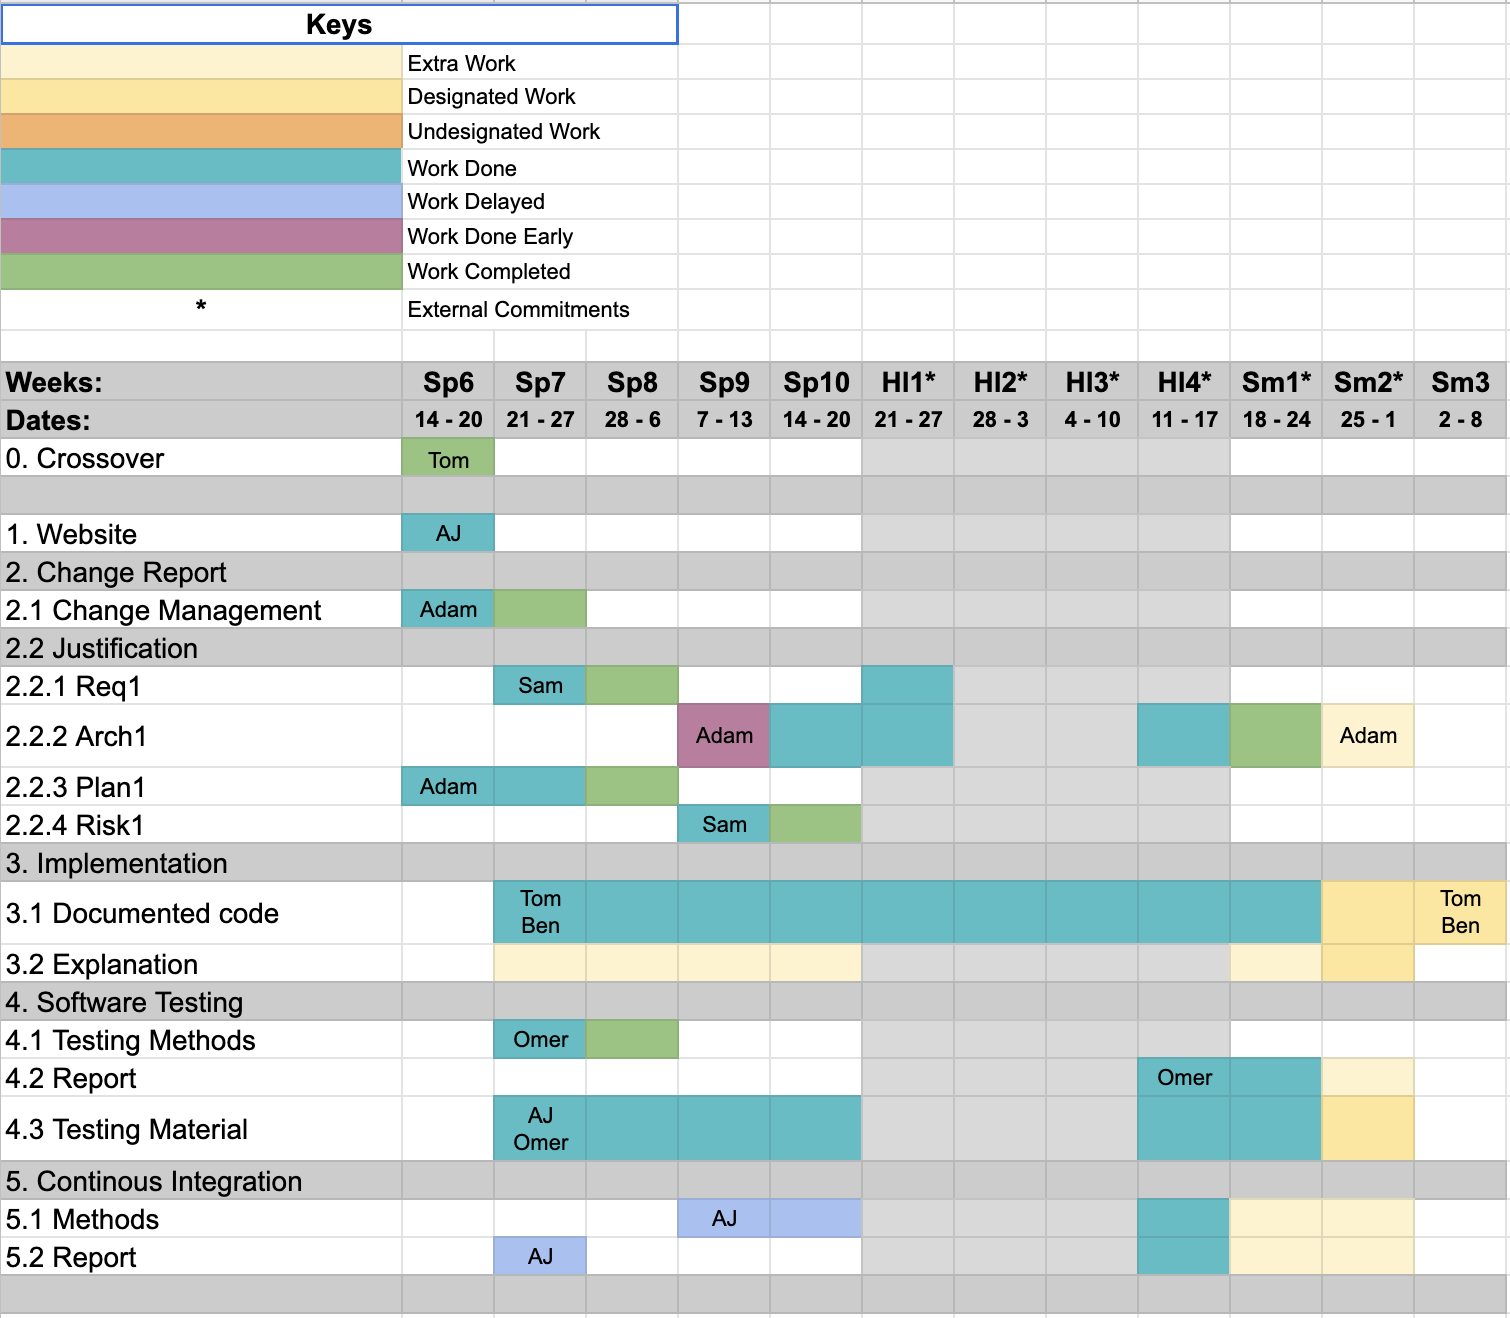 Keys
Extra Work
Designated Work
Undesignated Work
Work Done
Work Delayed
Work Done Early
Work Completed
* External Commitments
Weeks: Sp6 Sp7 Sp8 Sp9 Sp10 Hl1* Hl2* Hl3* Hl4* Sm1* Sm2* Sm3
Dates: 14 - 20 21 - 27 28 - 6 7 - 13 14 - 20 21 - 27 28 - 3 4 - 10 11 - 17 18 - 24 25 - 1 2 - 8
0. Crossover Tom
1. Website AJ
2. Change Report
2.1 Change Management Adam
2.2 Justification
2.2.1 Req1 Sam
2.2.2 Arch1 Adam Adam
2.2.3 Plan1 Adam
2.2.4 Risk1 Sam
3. Implementation
3.1 Documented code Tom Ben Tom Ben
3.2 Explanation
4. Software Testing
4.1 Testing Methods Omer
4.2 Report Omer
4.3 Testing Material AJ Omer
5. Continous Integration
5.1 Methods AJ
5.2 Report AJ